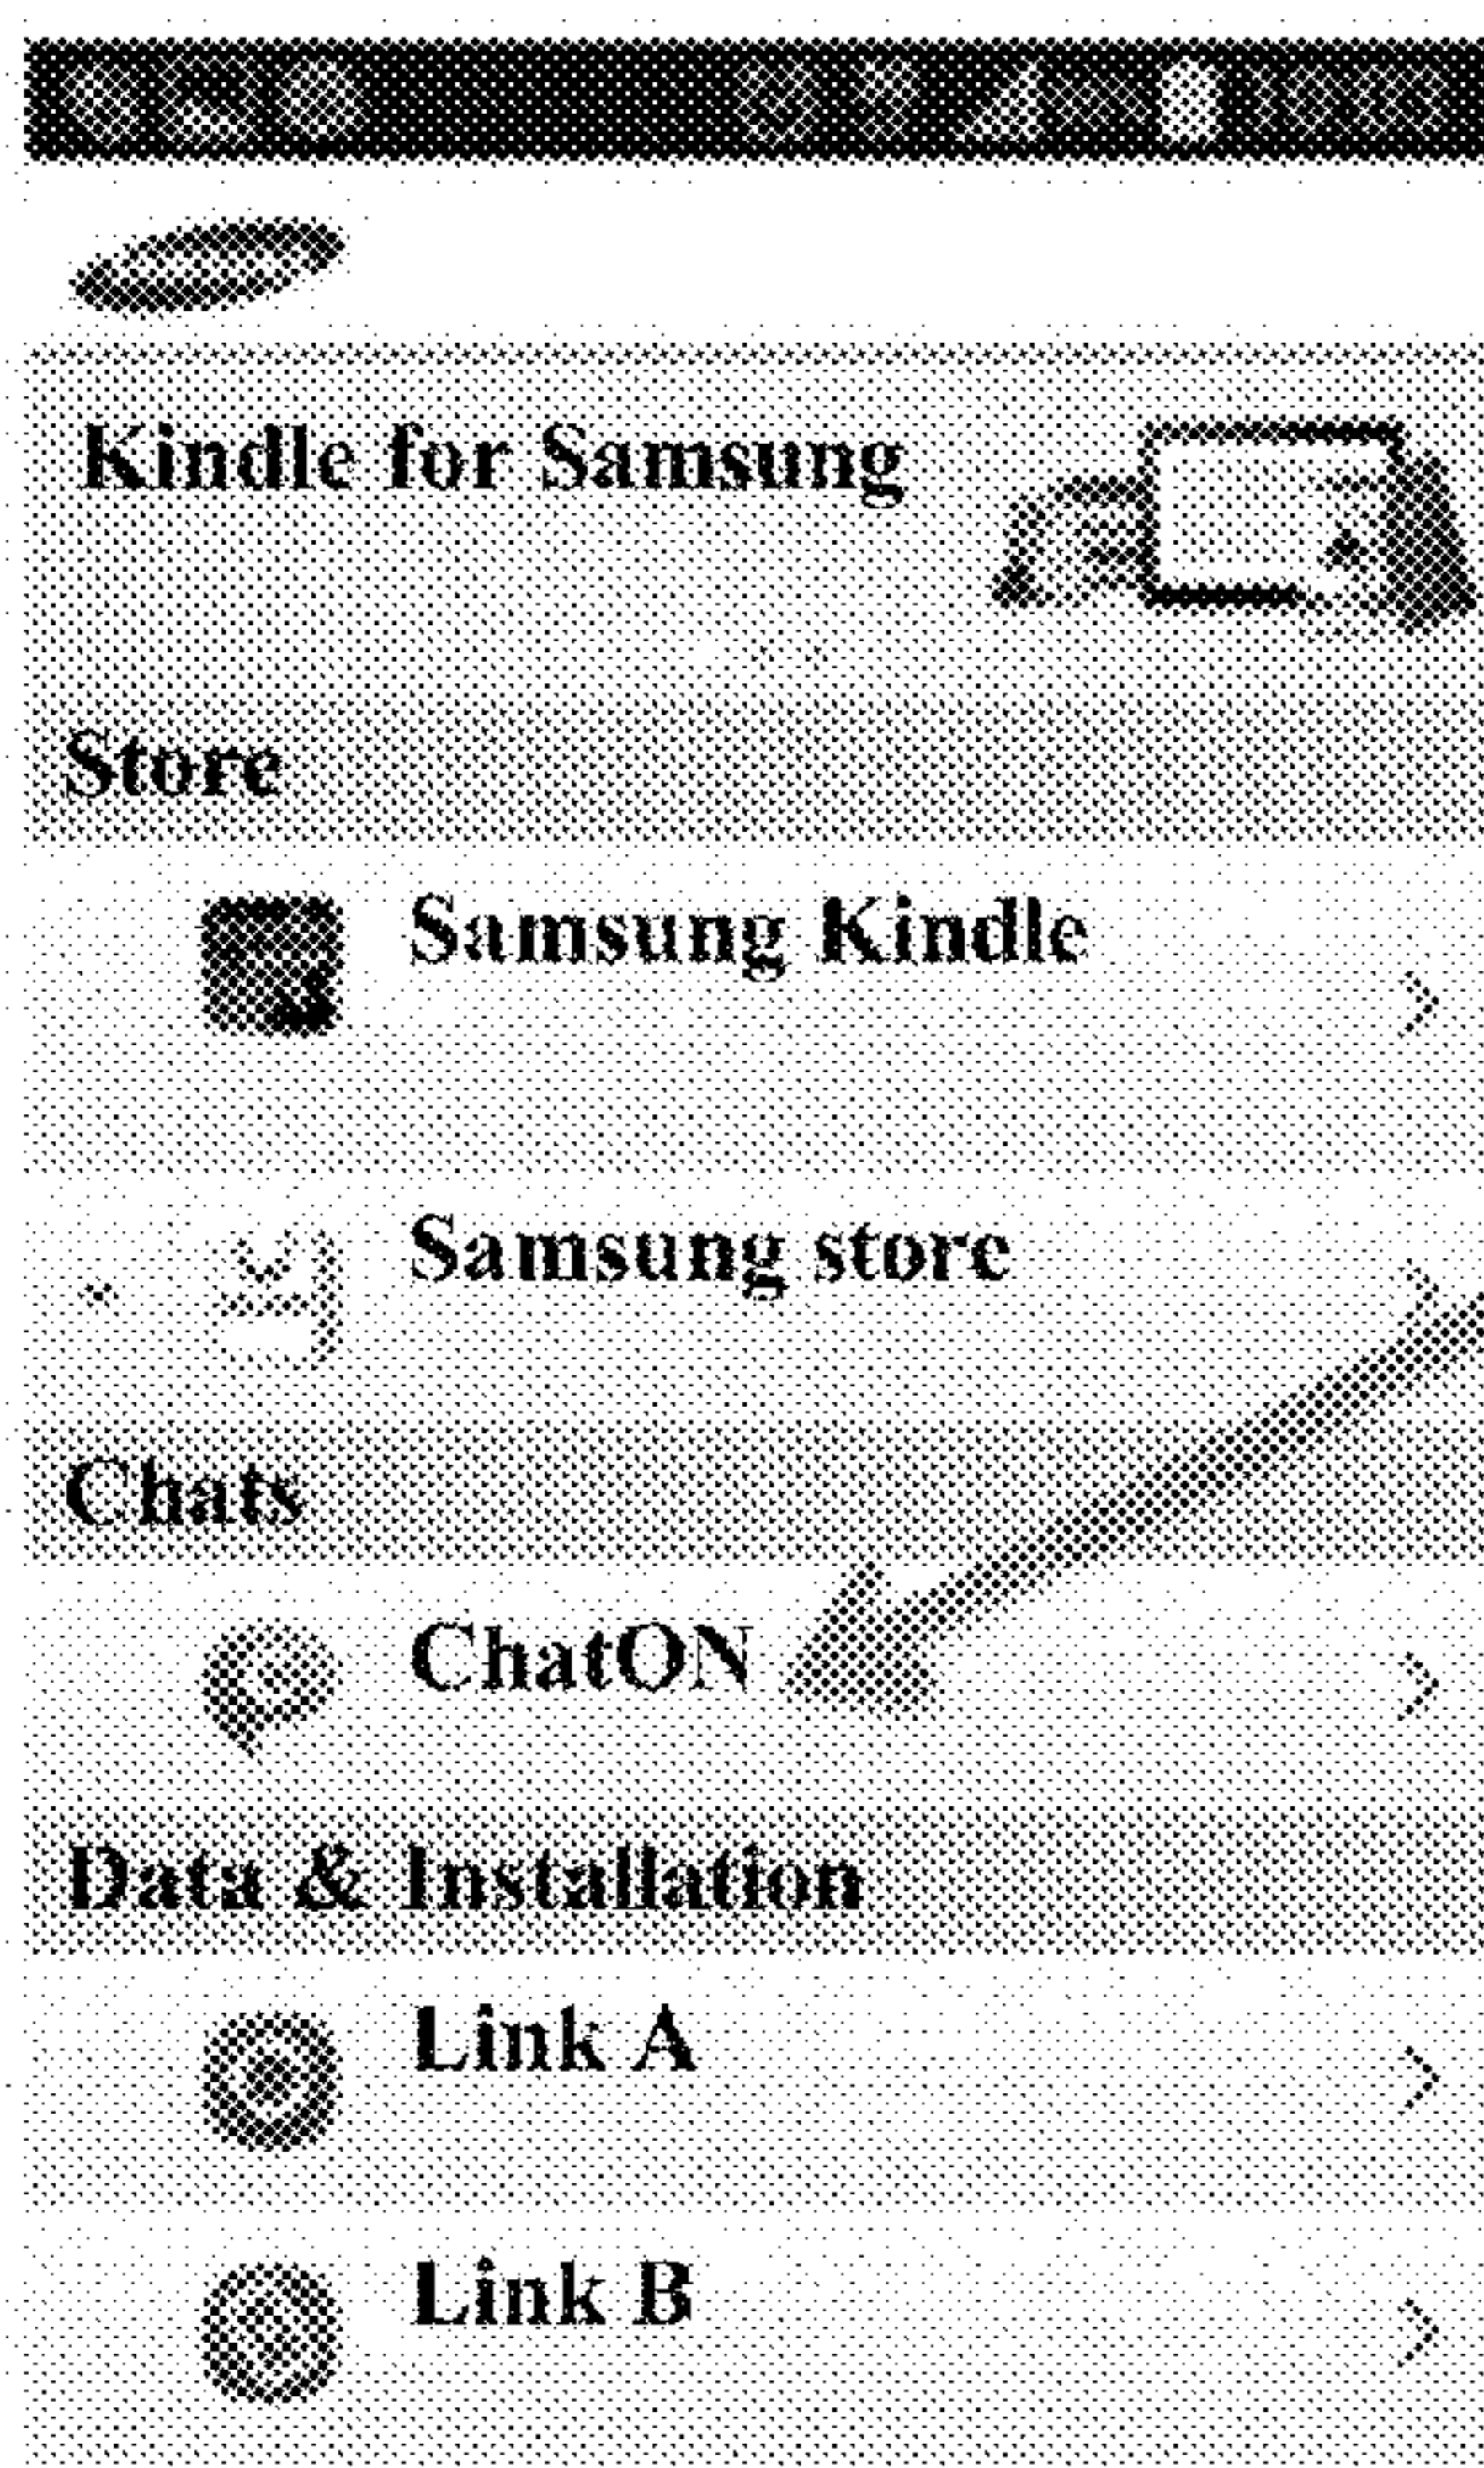 Kindle for Samsung
Store
Samsung Kindle
Samsung store
Chats
ChatON
Data & Installation
Link A
Link B